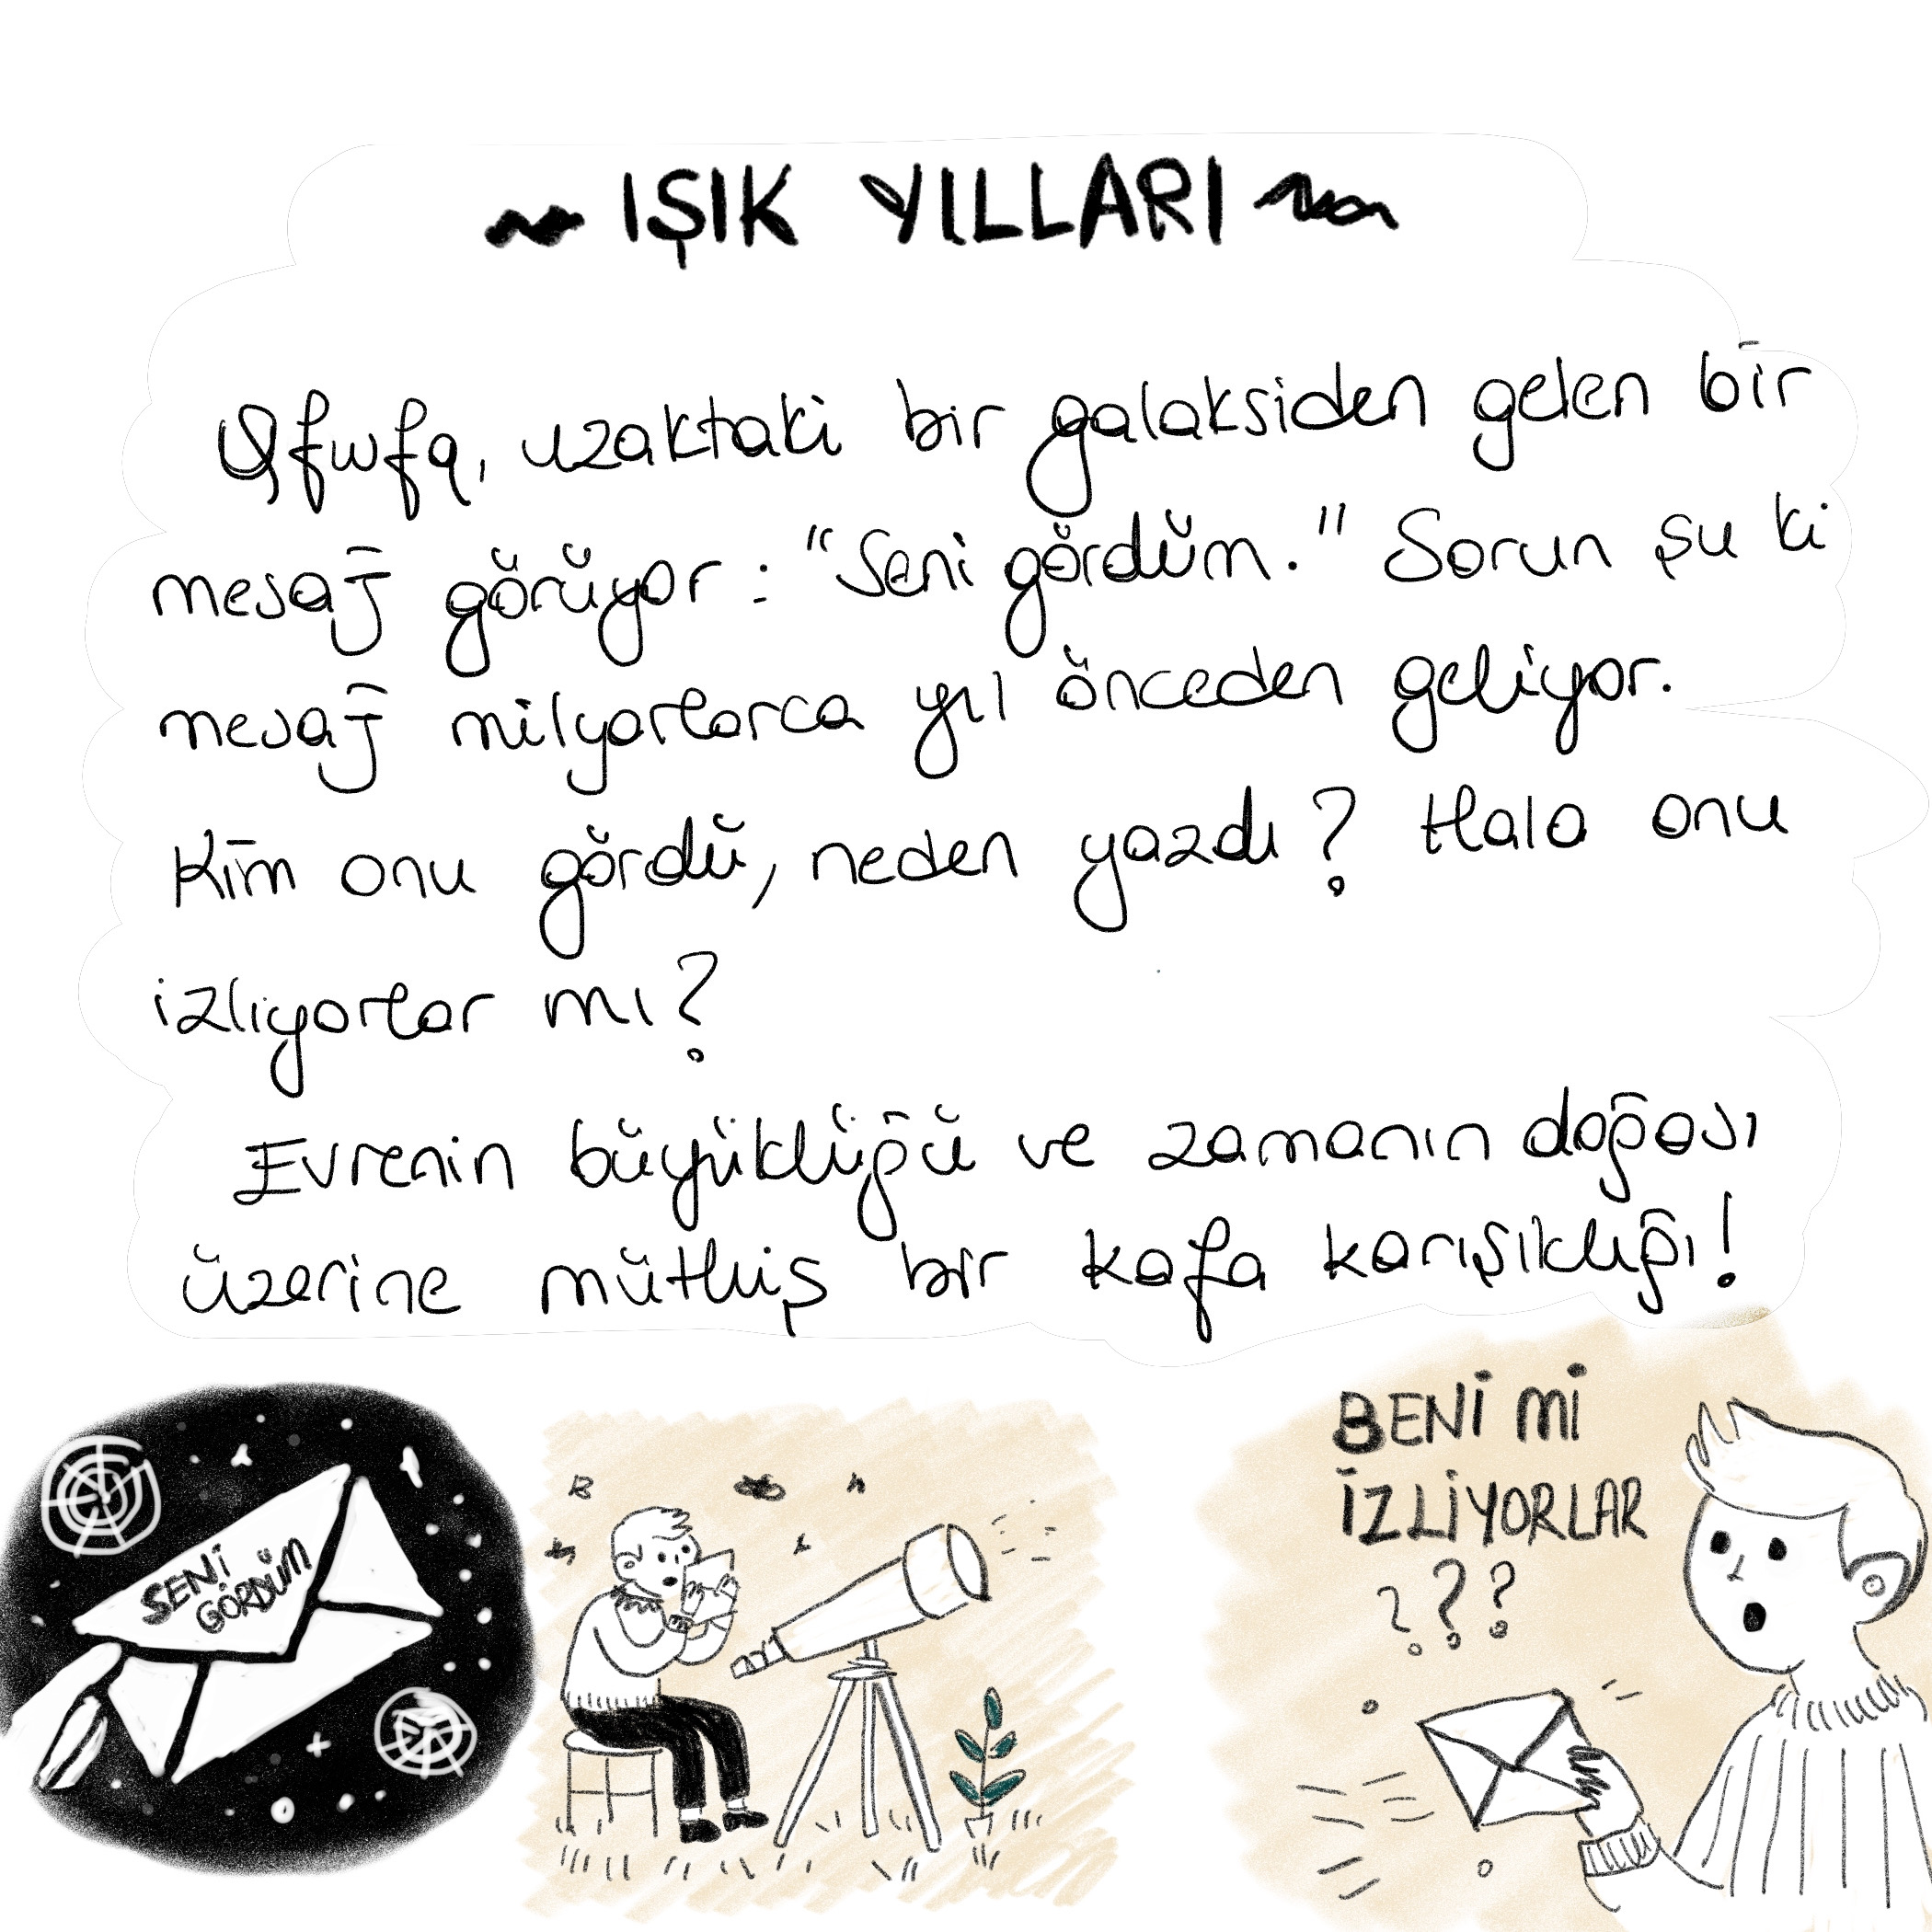 IŞIK YILLARI
Qfwfq, uzaktaki bir galaksiden gelen bir
mesaj görüyor: "Seni gördüm." Sorun şu ki
mesaj milyarlarca yıl önceden geliyor.
Kim onu gördü, neden yazdı? Hala onu
izliyorlar mı?
Evrenin büyüklüğü ve zamanın doğası
üzerine müthiş bir kafa karışıklığı!
SENİ
GÖRDÜM
BENİ Mİ
İZLİYORLAR
???